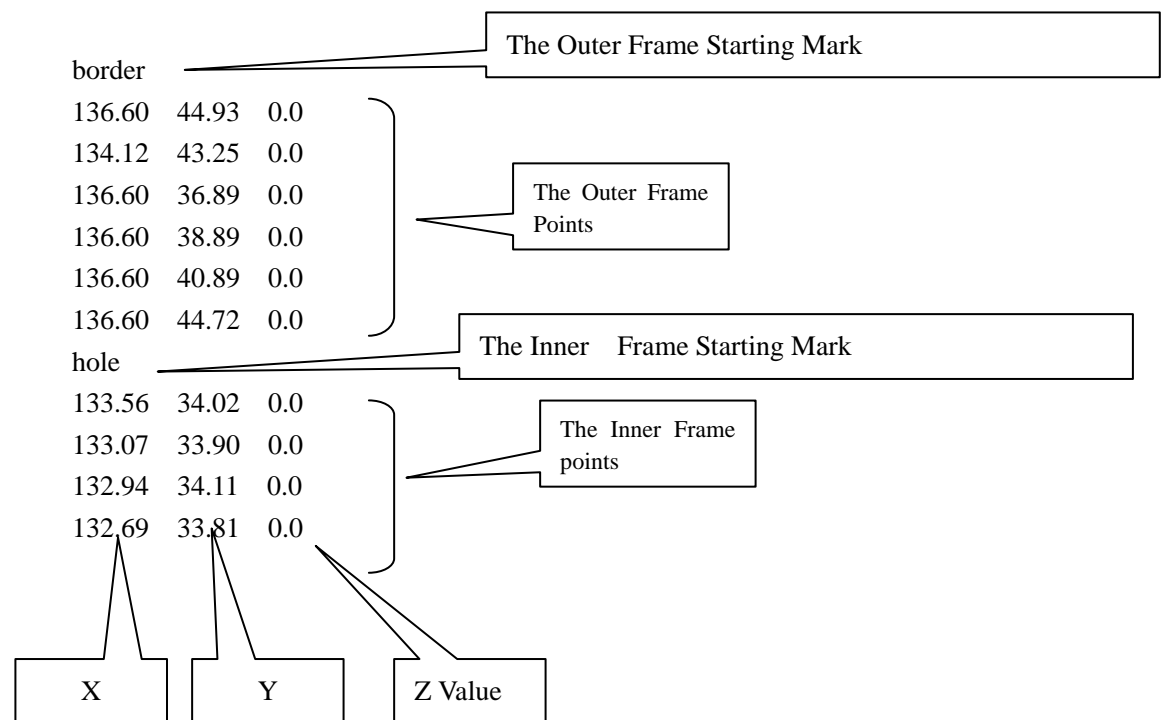 The Outer Frame Starting Mark
border
136.60 44.93 0.0
134.12 43.25 0.0
136.60 36.89 0.0
136.60 38.89 0.0
136.60 40.89 0.0
136.60 44.72 0.0
The Outer Frame
Points
The Inner Frame Starting Mark
hole
133.56 34.02 0.0
133.07 33.90 0.0
132.94 34.11 0.0
132.69 33.81 0.0
The Inner Frame
points
X Y Z Value